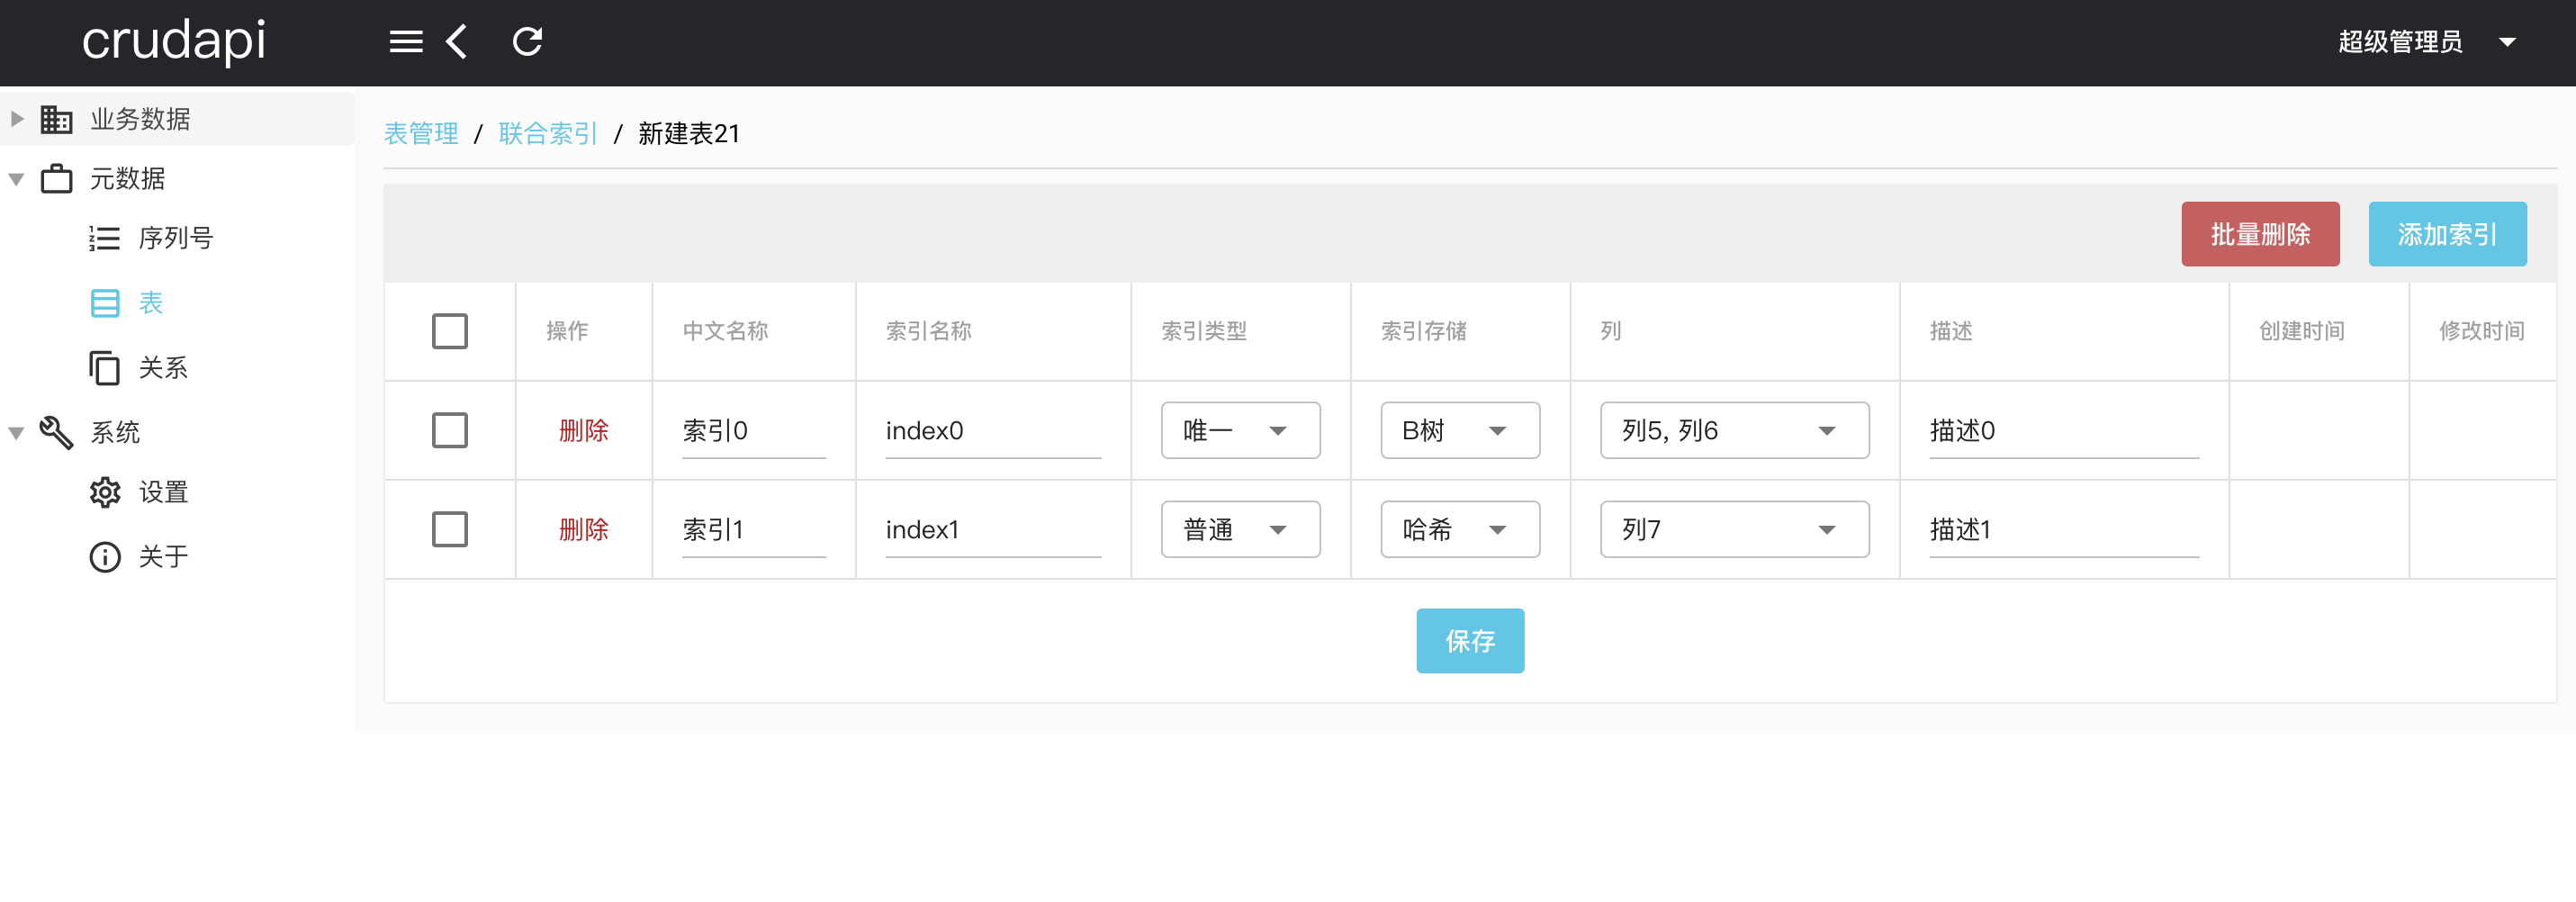 crudapi
超级管理员
业务数据
元数据
序列号
表
关系
系统
设置
关于
表管理 / 联合索引 / 新建表21
批量删除 添加索引
操作 中文名称 索引名称 索引类型 索引存储 列 描述 创建时间 修改时间
删除 索引0 index0 唯一 B树 列5, 列6 描述0
删除 索引1 index1 普通 哈希 列7 描述1
保存